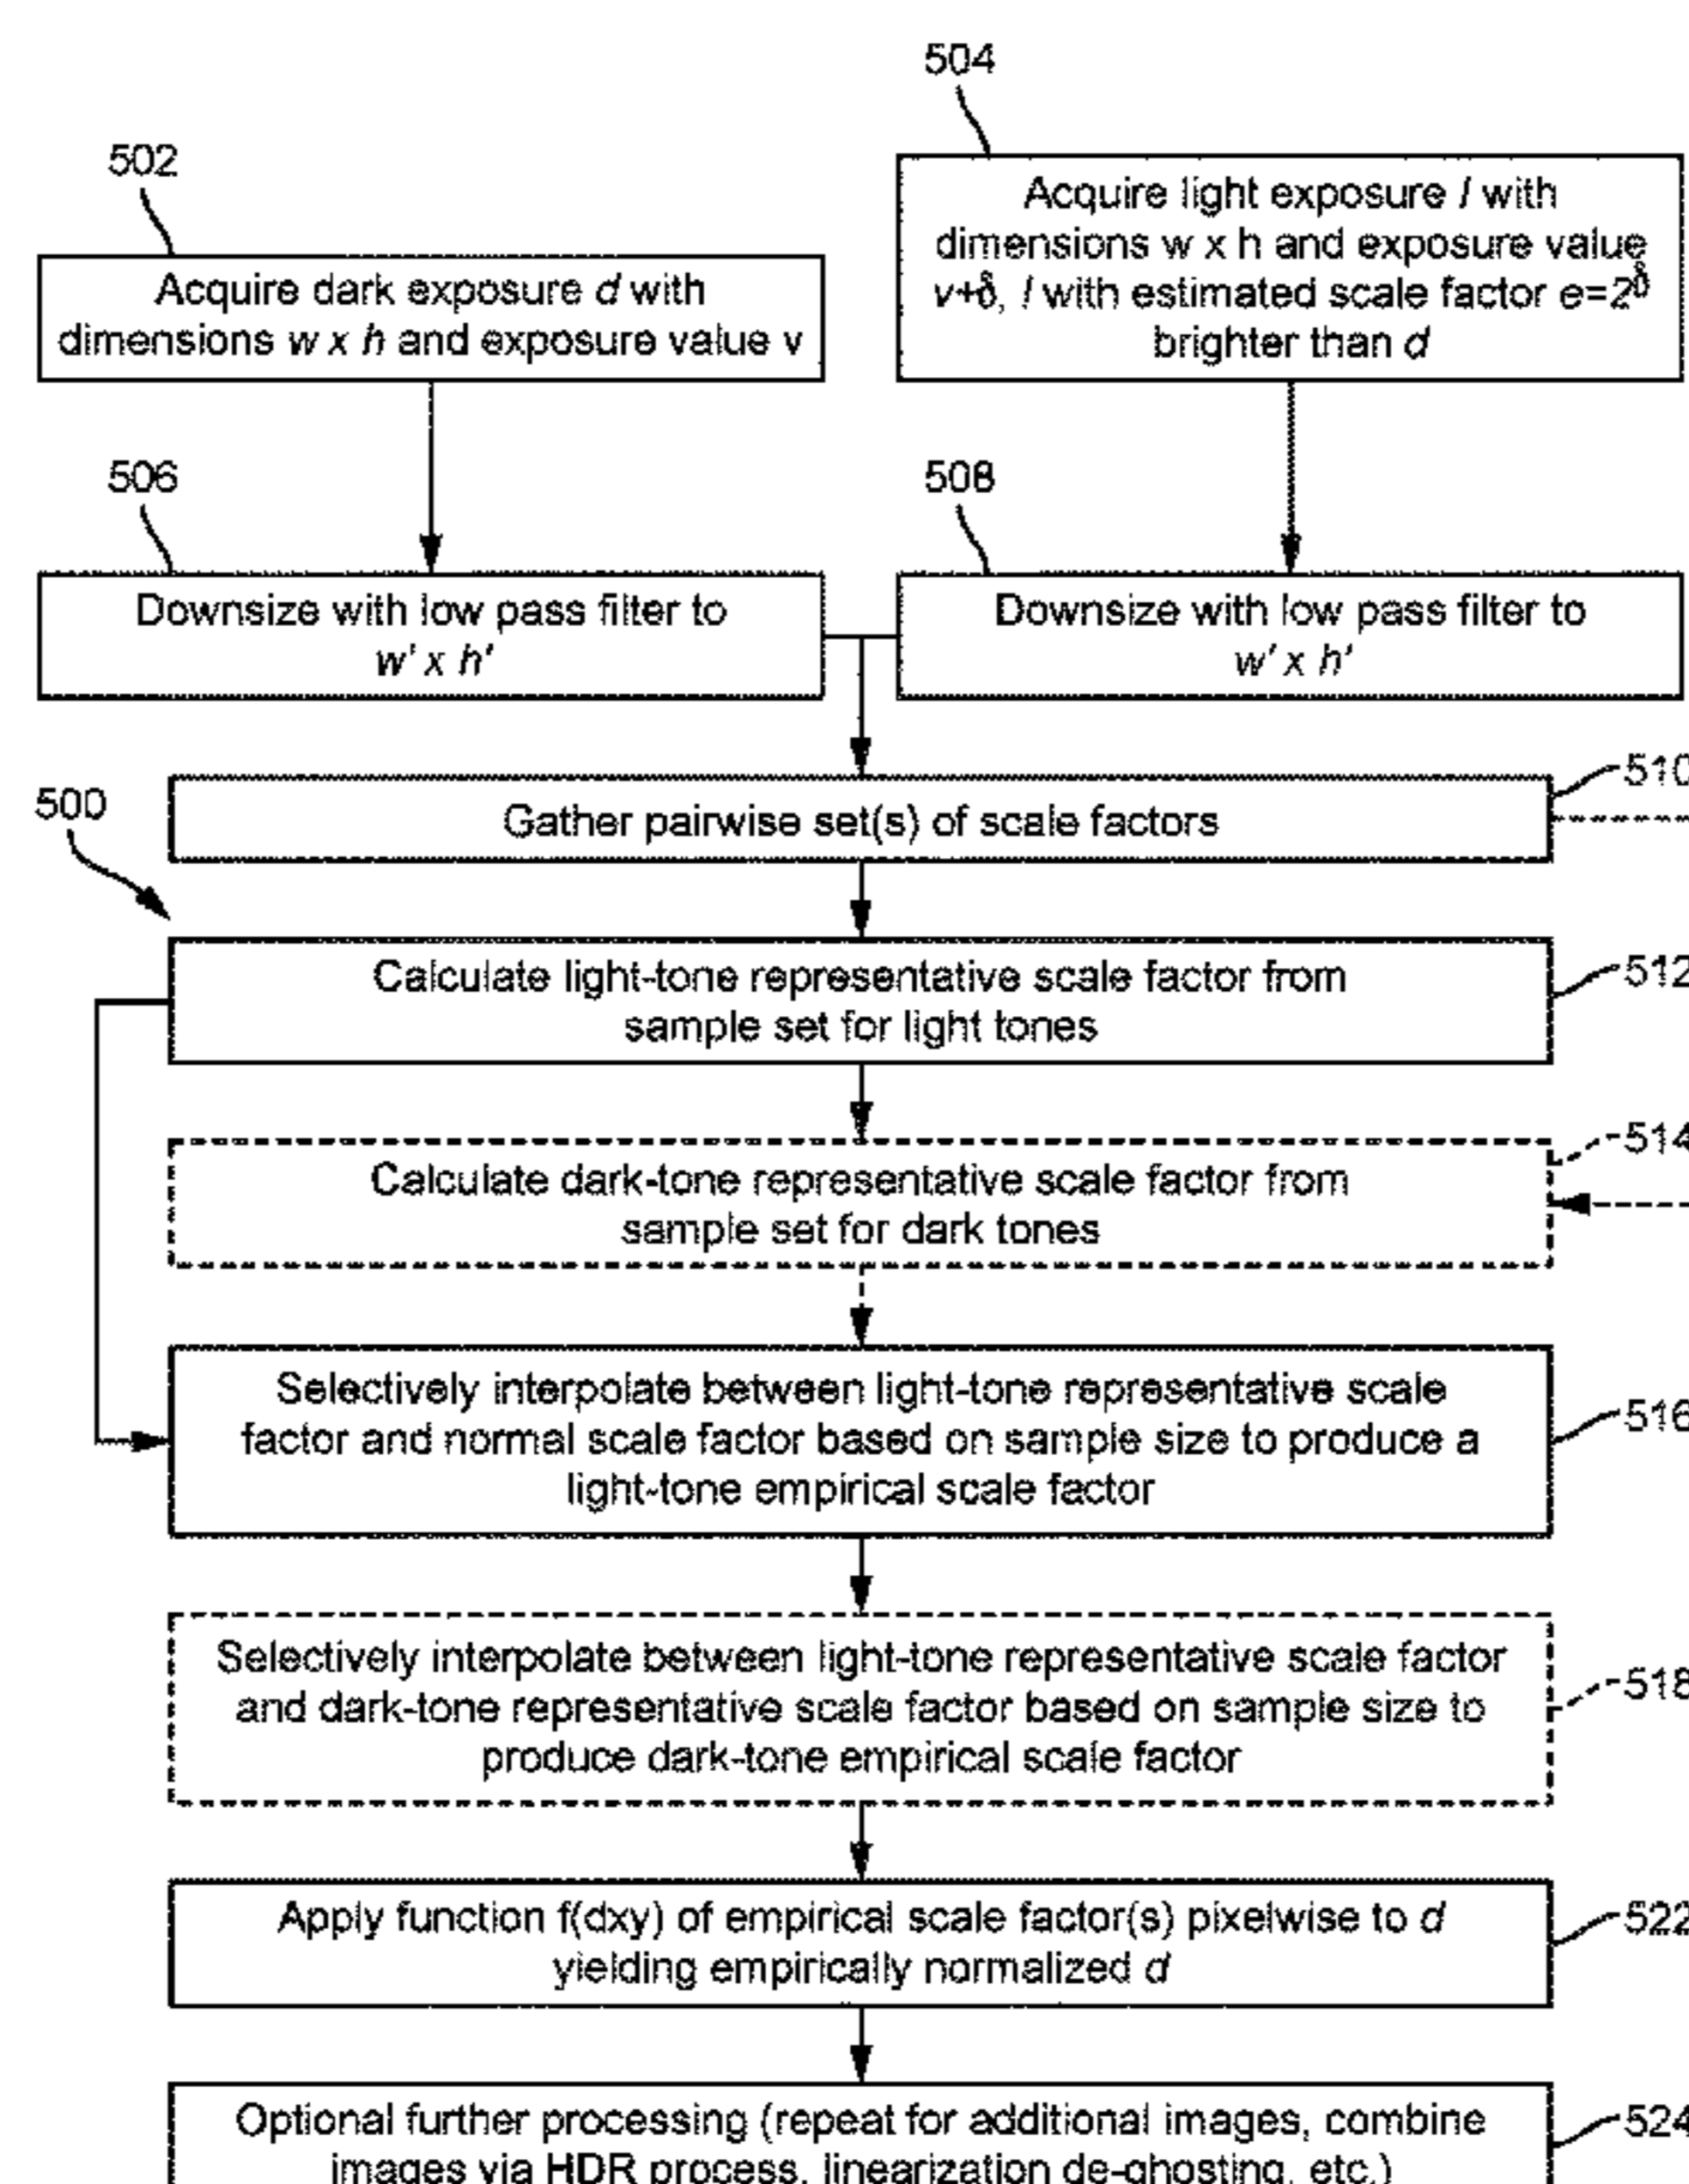 504
502
Acquire light exposure l with
dimensions w x h and exposure value
v+δ, l with estimated scale factor e=2^δ
brighter than d
Acquire dark exposure d with
dimensions w x h and exposure value v
506
508
Downsize with low pass filter to
w' x h'
Downsize with low pass filter to
w' x h'
510
500
Gather pairwise set(s) of scale factors
512
Calculate light-tone representative scale factor from
sample set for light tones
514
Calculate dark-tone representative scale factor from
sample set for dark tones
516
Selectively interpolate between light-tone representative scale
factor and normal scale factor based on sample size to produce a
light-tone empirical scale factor
518
Selectively interpolate between light-tone representative scale factor
and dark-tone representative scale factor based on sample size to
produce dark-tone empirical scale factor
522
Apply function f(dxy) of empirical scale factor(s) pixelwise to d
yielding empirically normalized d
524
Optional further processing (repeat for additional images, combine
images via HDR process, linearization de-ghosting, etc.)